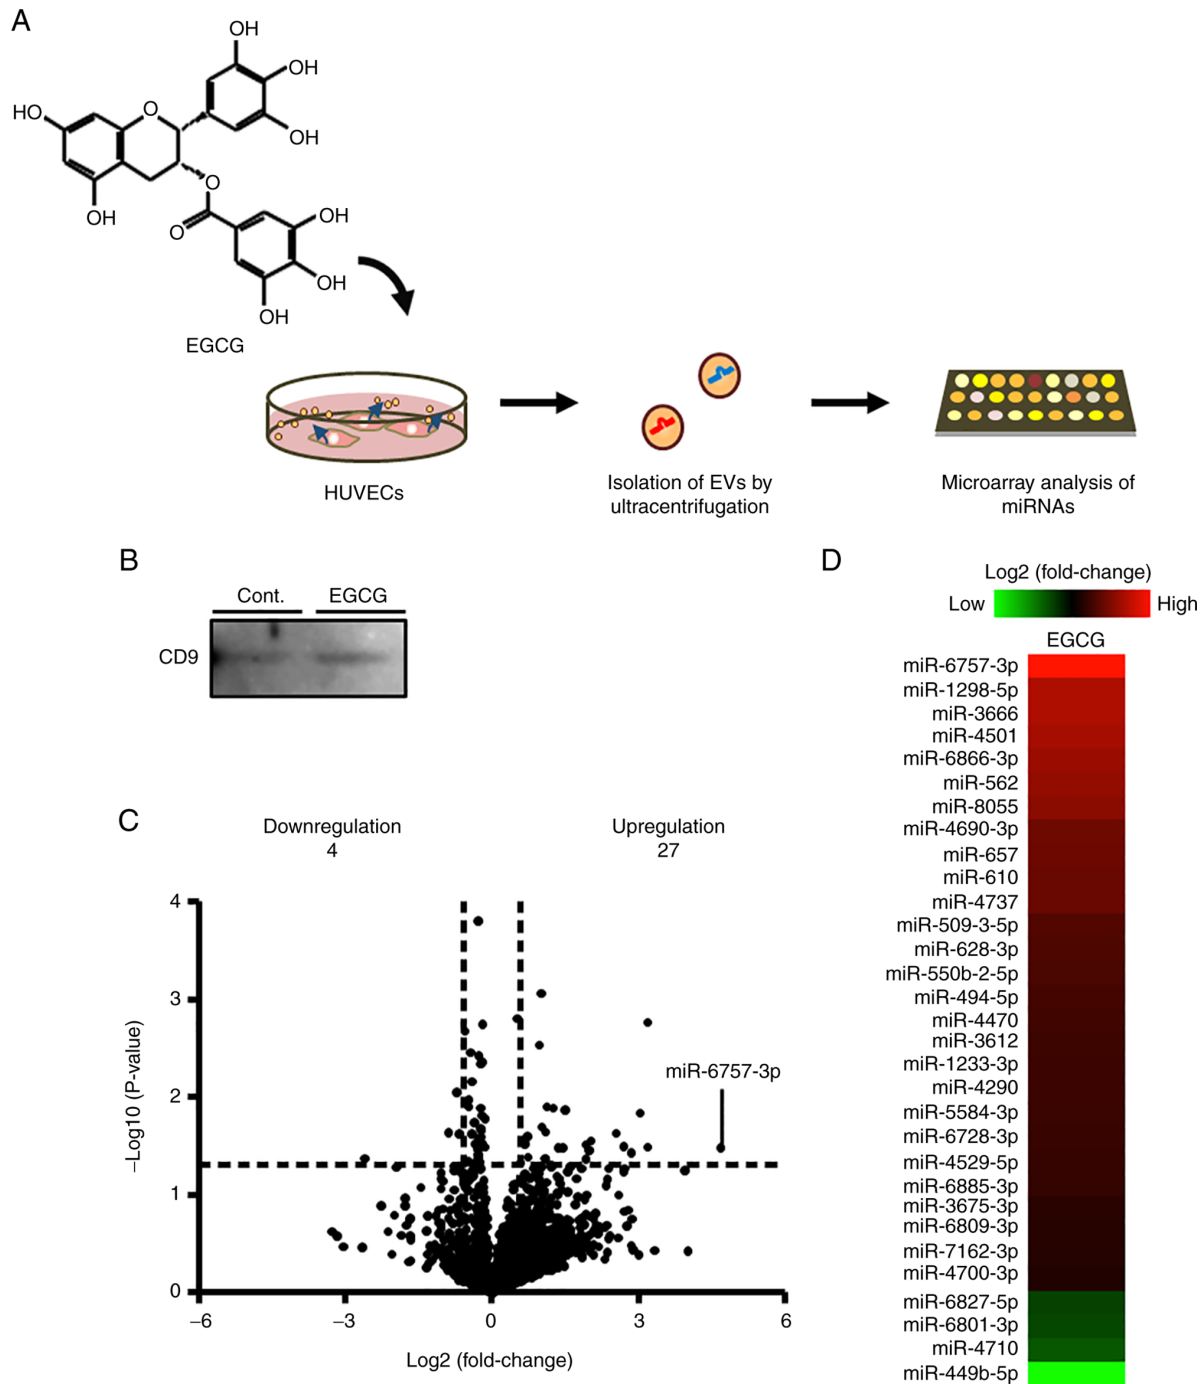 A
OH
OH
HO
O
OH
O
OH
O
OH
OH
OH
EGCG
HUVECs
Isolation of EVs by
ultracentrifugation
Microarray analysis of
miRNAs
B
Cont. EGCG
CD9
C
Downregulation
4
Upregulation
27
4
3
2
1
0
–Log10 (P-value)
miR-6757-3p
–6 –3 0 3 6
Log2 (fold-change)
D
Log2 (fold-change)
Low High
EGCG
miR-6757-3p
miR-1298-5p
miR-3666
miR-4501
miR-6866-3p
miR-562
miR-8055
miR-4690-3p
miR-657
miR-610
miR-4737
miR-509-3-5p
miR-628-3p
miR-550b-2-5p
miR-494-5p
miR-4470
miR-3612
miR-1233-3p
miR-4290
miR-5584-3p
miR-6728-3p
miR-4529-5p
miR-6885-3p
miR-3675-3p
miR-6809-3p
miR-7162-3p
miR-4700-3p
miR-6827-5p
miR-6801-3p
miR-4710
miR-449b-5p